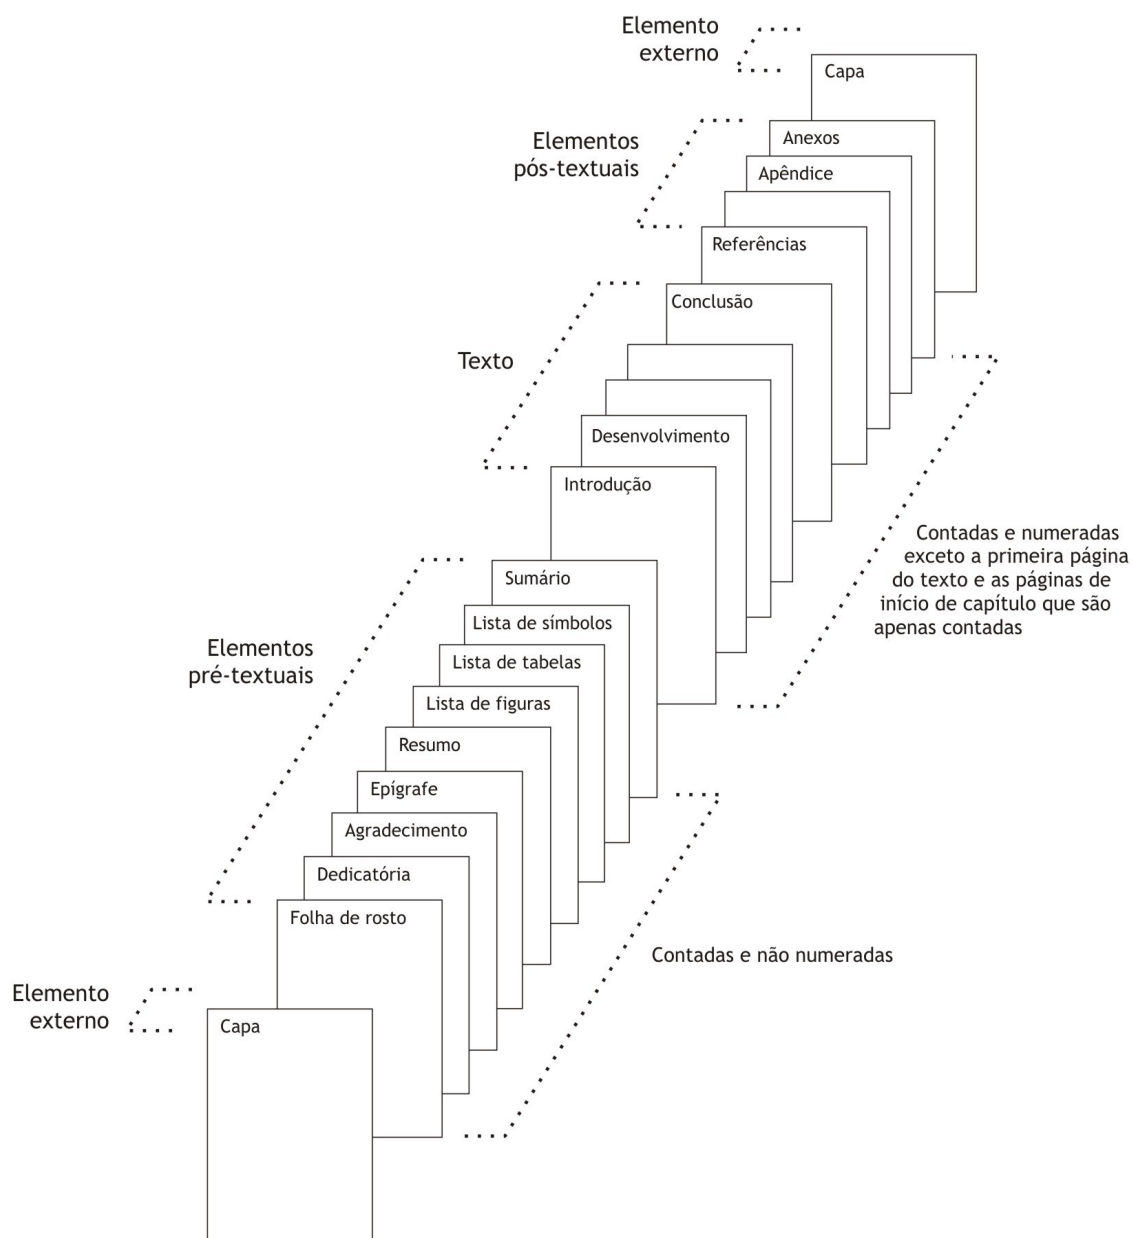 Elemento
externo
Capa
Elementos
pós-textuais
Anexos
Apêndice
Referências
Conclusão
Texto
Desenvolvimento
Introdução
Contadas e numeradas
exceto a primeira página
do texto e as páginas de
início de capítulo que são
apenas contadas
Sumário
Lista de símbolos
Elementos
pré-textuais
Lista de tabelas
Lista de figuras
Resumo
Epígrafe
Agradecimento
Dedicatória
Folha de rosto
Contadas e não numeradas
Elemento
externo
Capa